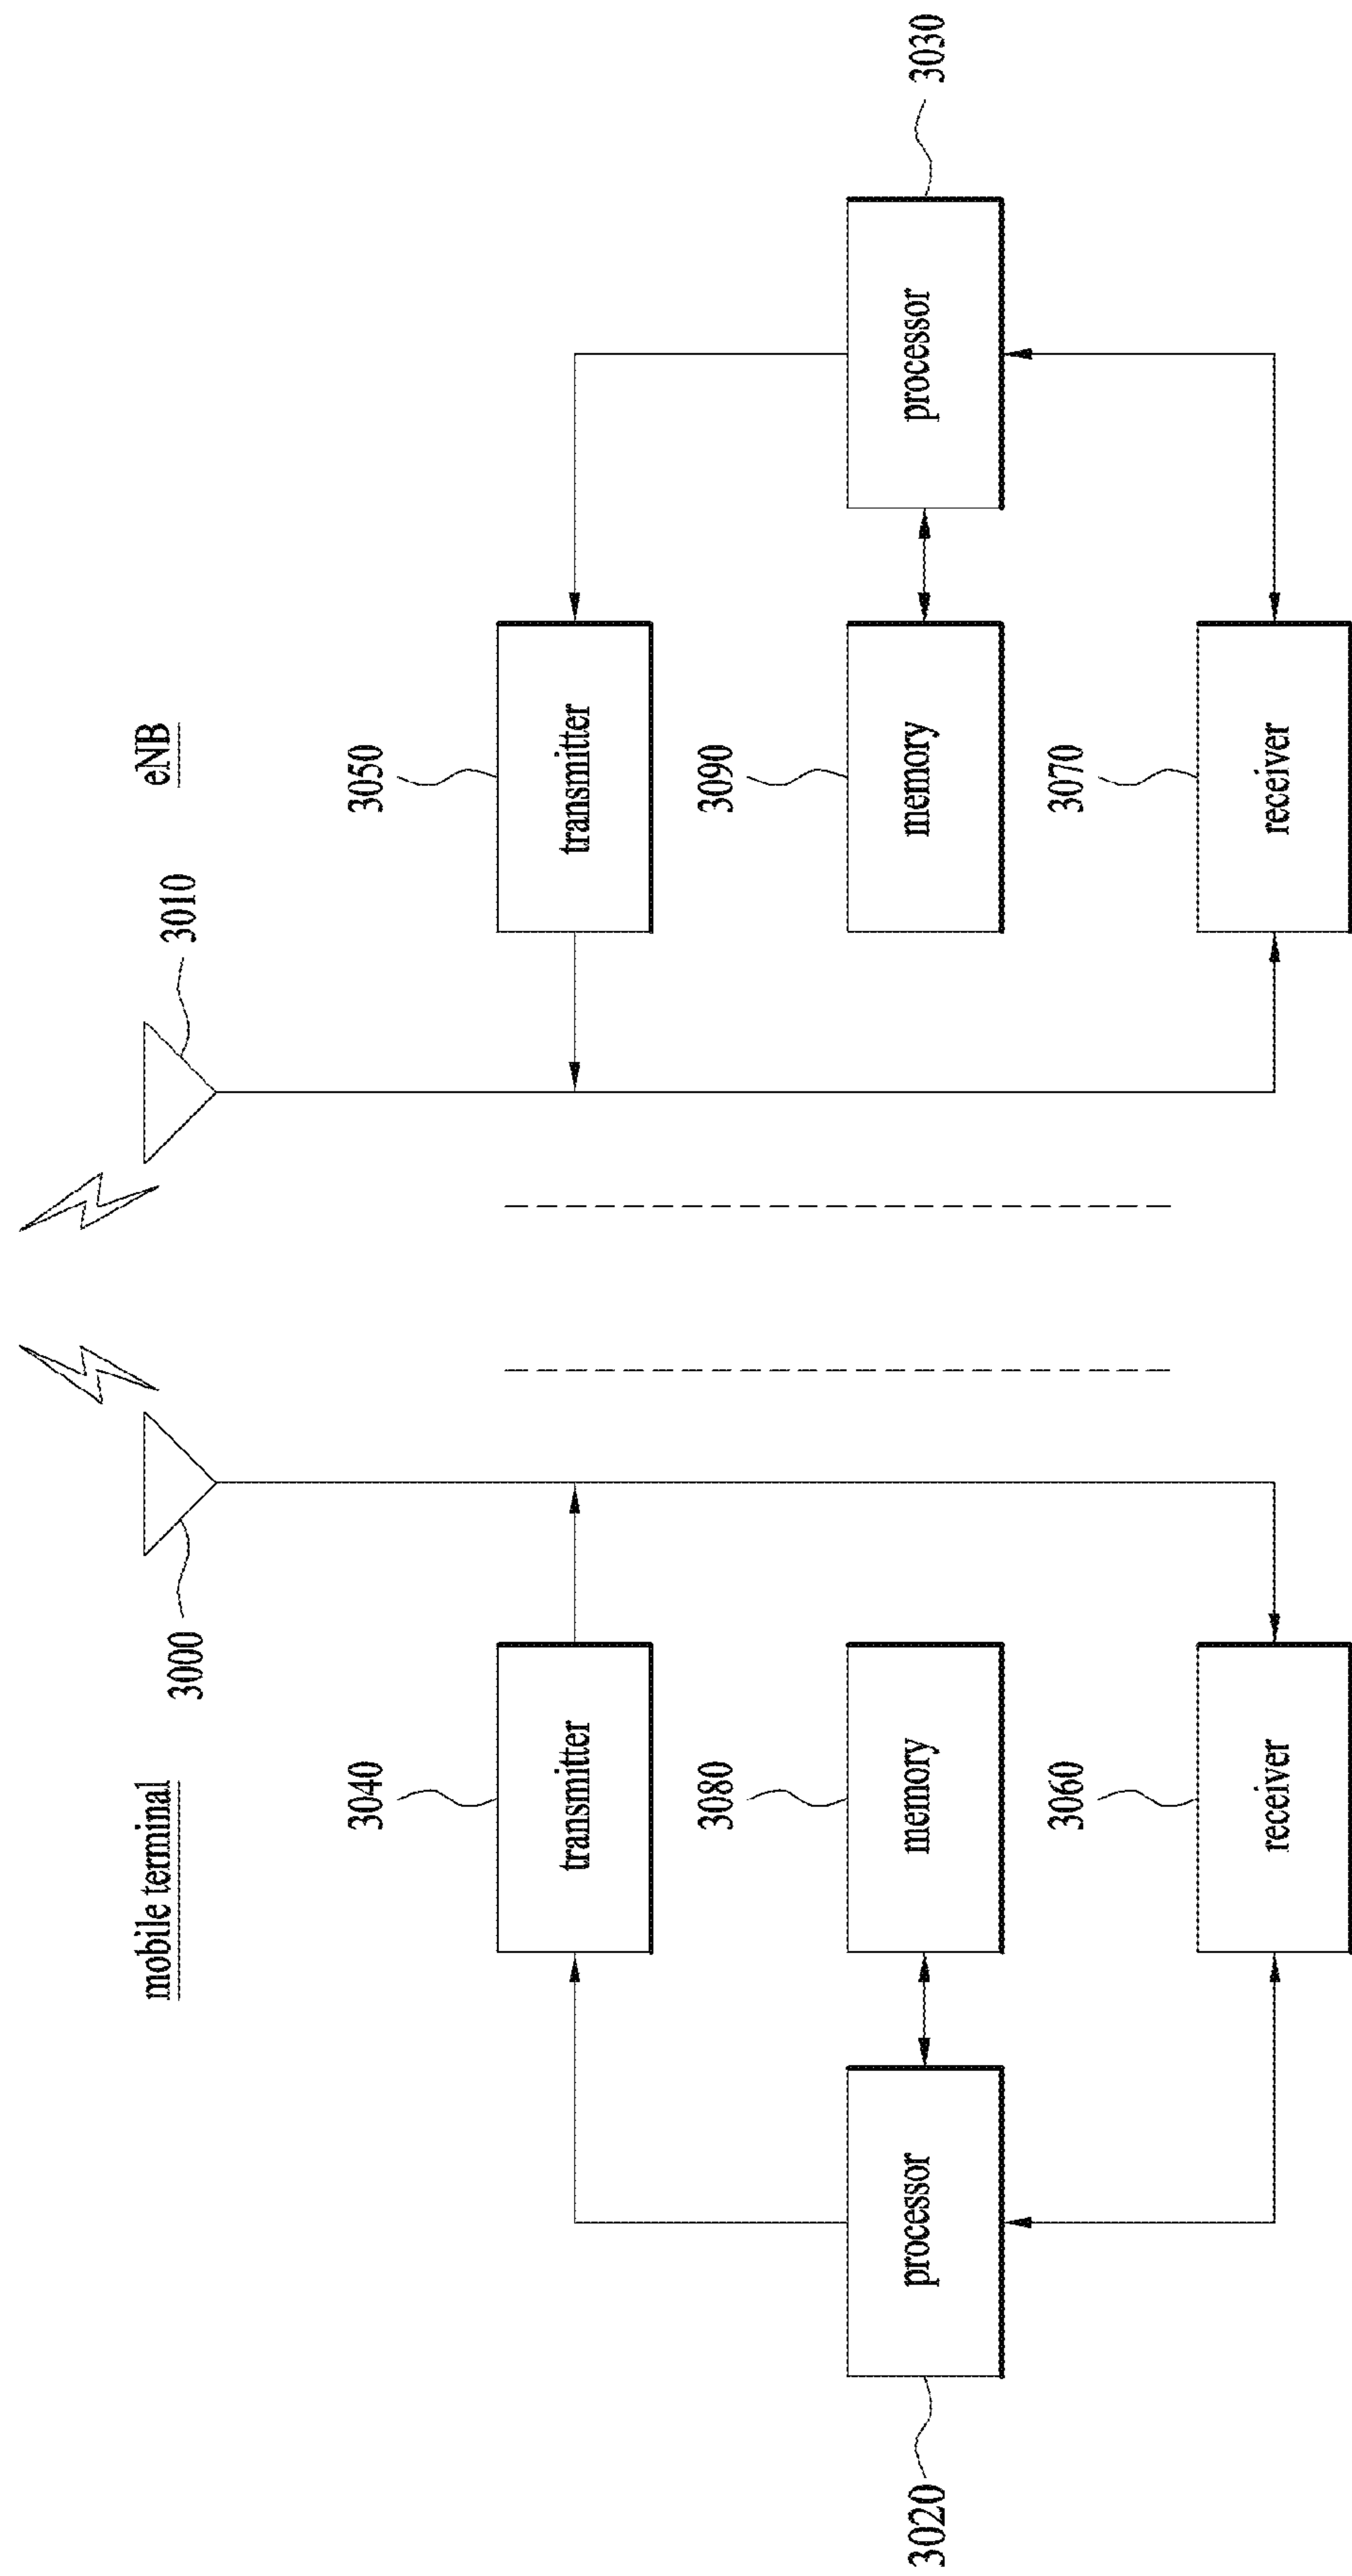 mobile terminal
eNB
3000
3010
3040
3050
transmitter
transmitter
3080
3090
3020
processor
memory
memory
processor
3030
3060
3070
receiver
receiver